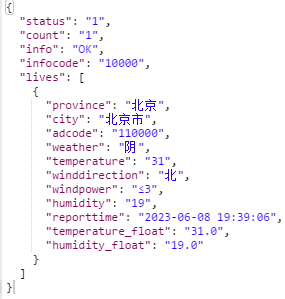 {
"status": "1",
"count": "1",
"info": "OK",
"infocode": "10000",
"lives": [
{
"province": "北京",
"city": "北京市",
"adcode": "110000",
"weather": "阴",
"temperature": "31",
"winddirection": "北",
"windpower": "≤3",
"humidity": "19",
"reporttime": "2023-06-08 19:39:06",
"temperature_float": "31.0",
"humidity_float": "19.0"
}
]
}